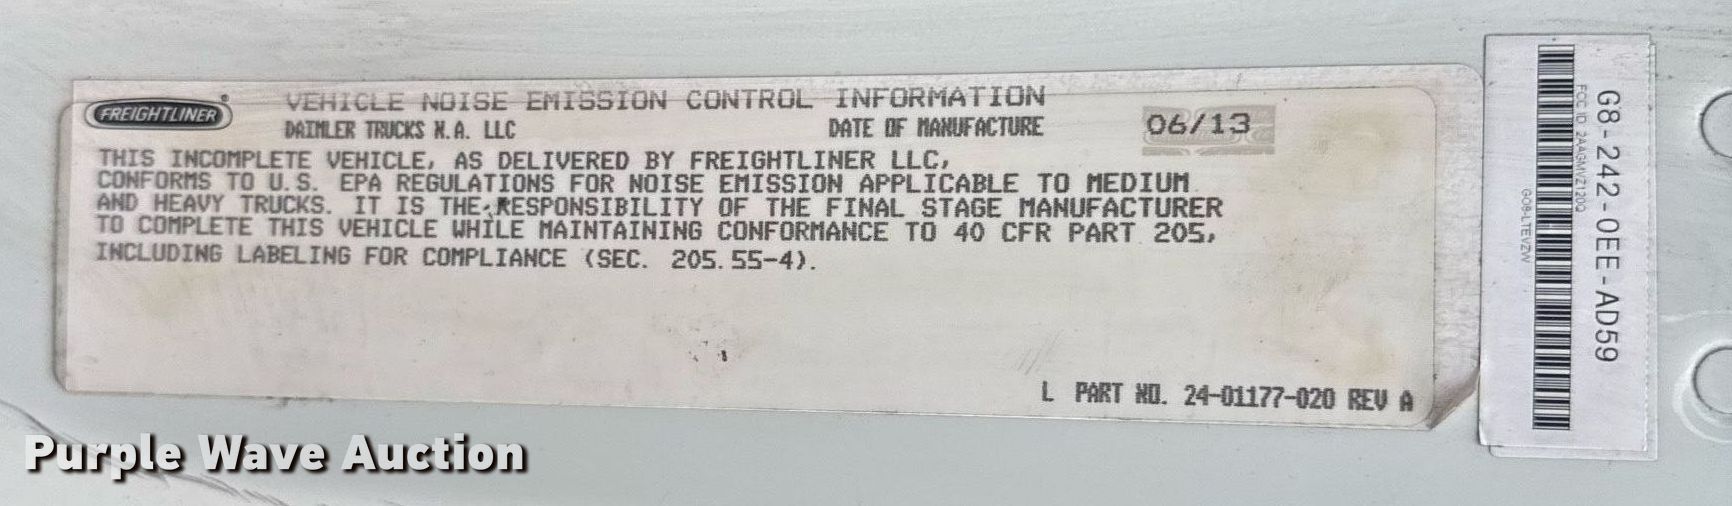 FREIGHTLINER®
VEHICLE NOISE EMISSION CONTROL INFORMATION
DAIMLER TRUCKS N.A. LLC
DATE OF MANUFACTURE 06/13
THIS INCOMPLETE VEHICLE, AS DELIVERED BY FREIGHTLINER LLC,
CONFORMS TO U.S. EPA REGULATIONS FOR NOISE EMISSION APPLICABLE TO MEDIUM
AND HEAVY TRUCKS. IT IS THE RESPONSIBILITY OF THE FINAL STAGE MANUFACTURER
TO COMPLETE THIS VEHICLE WHILE MAINTAINING CONFORMANCE TO 40 CFR PART 205,
INCLUDING LABELING FOR COMPLIANCE (SEC. 205.55-4).
L PART NO. 24-01177-020 REV A
G8-242-0EE-AD59
FCC ID
Purple Wave Auction